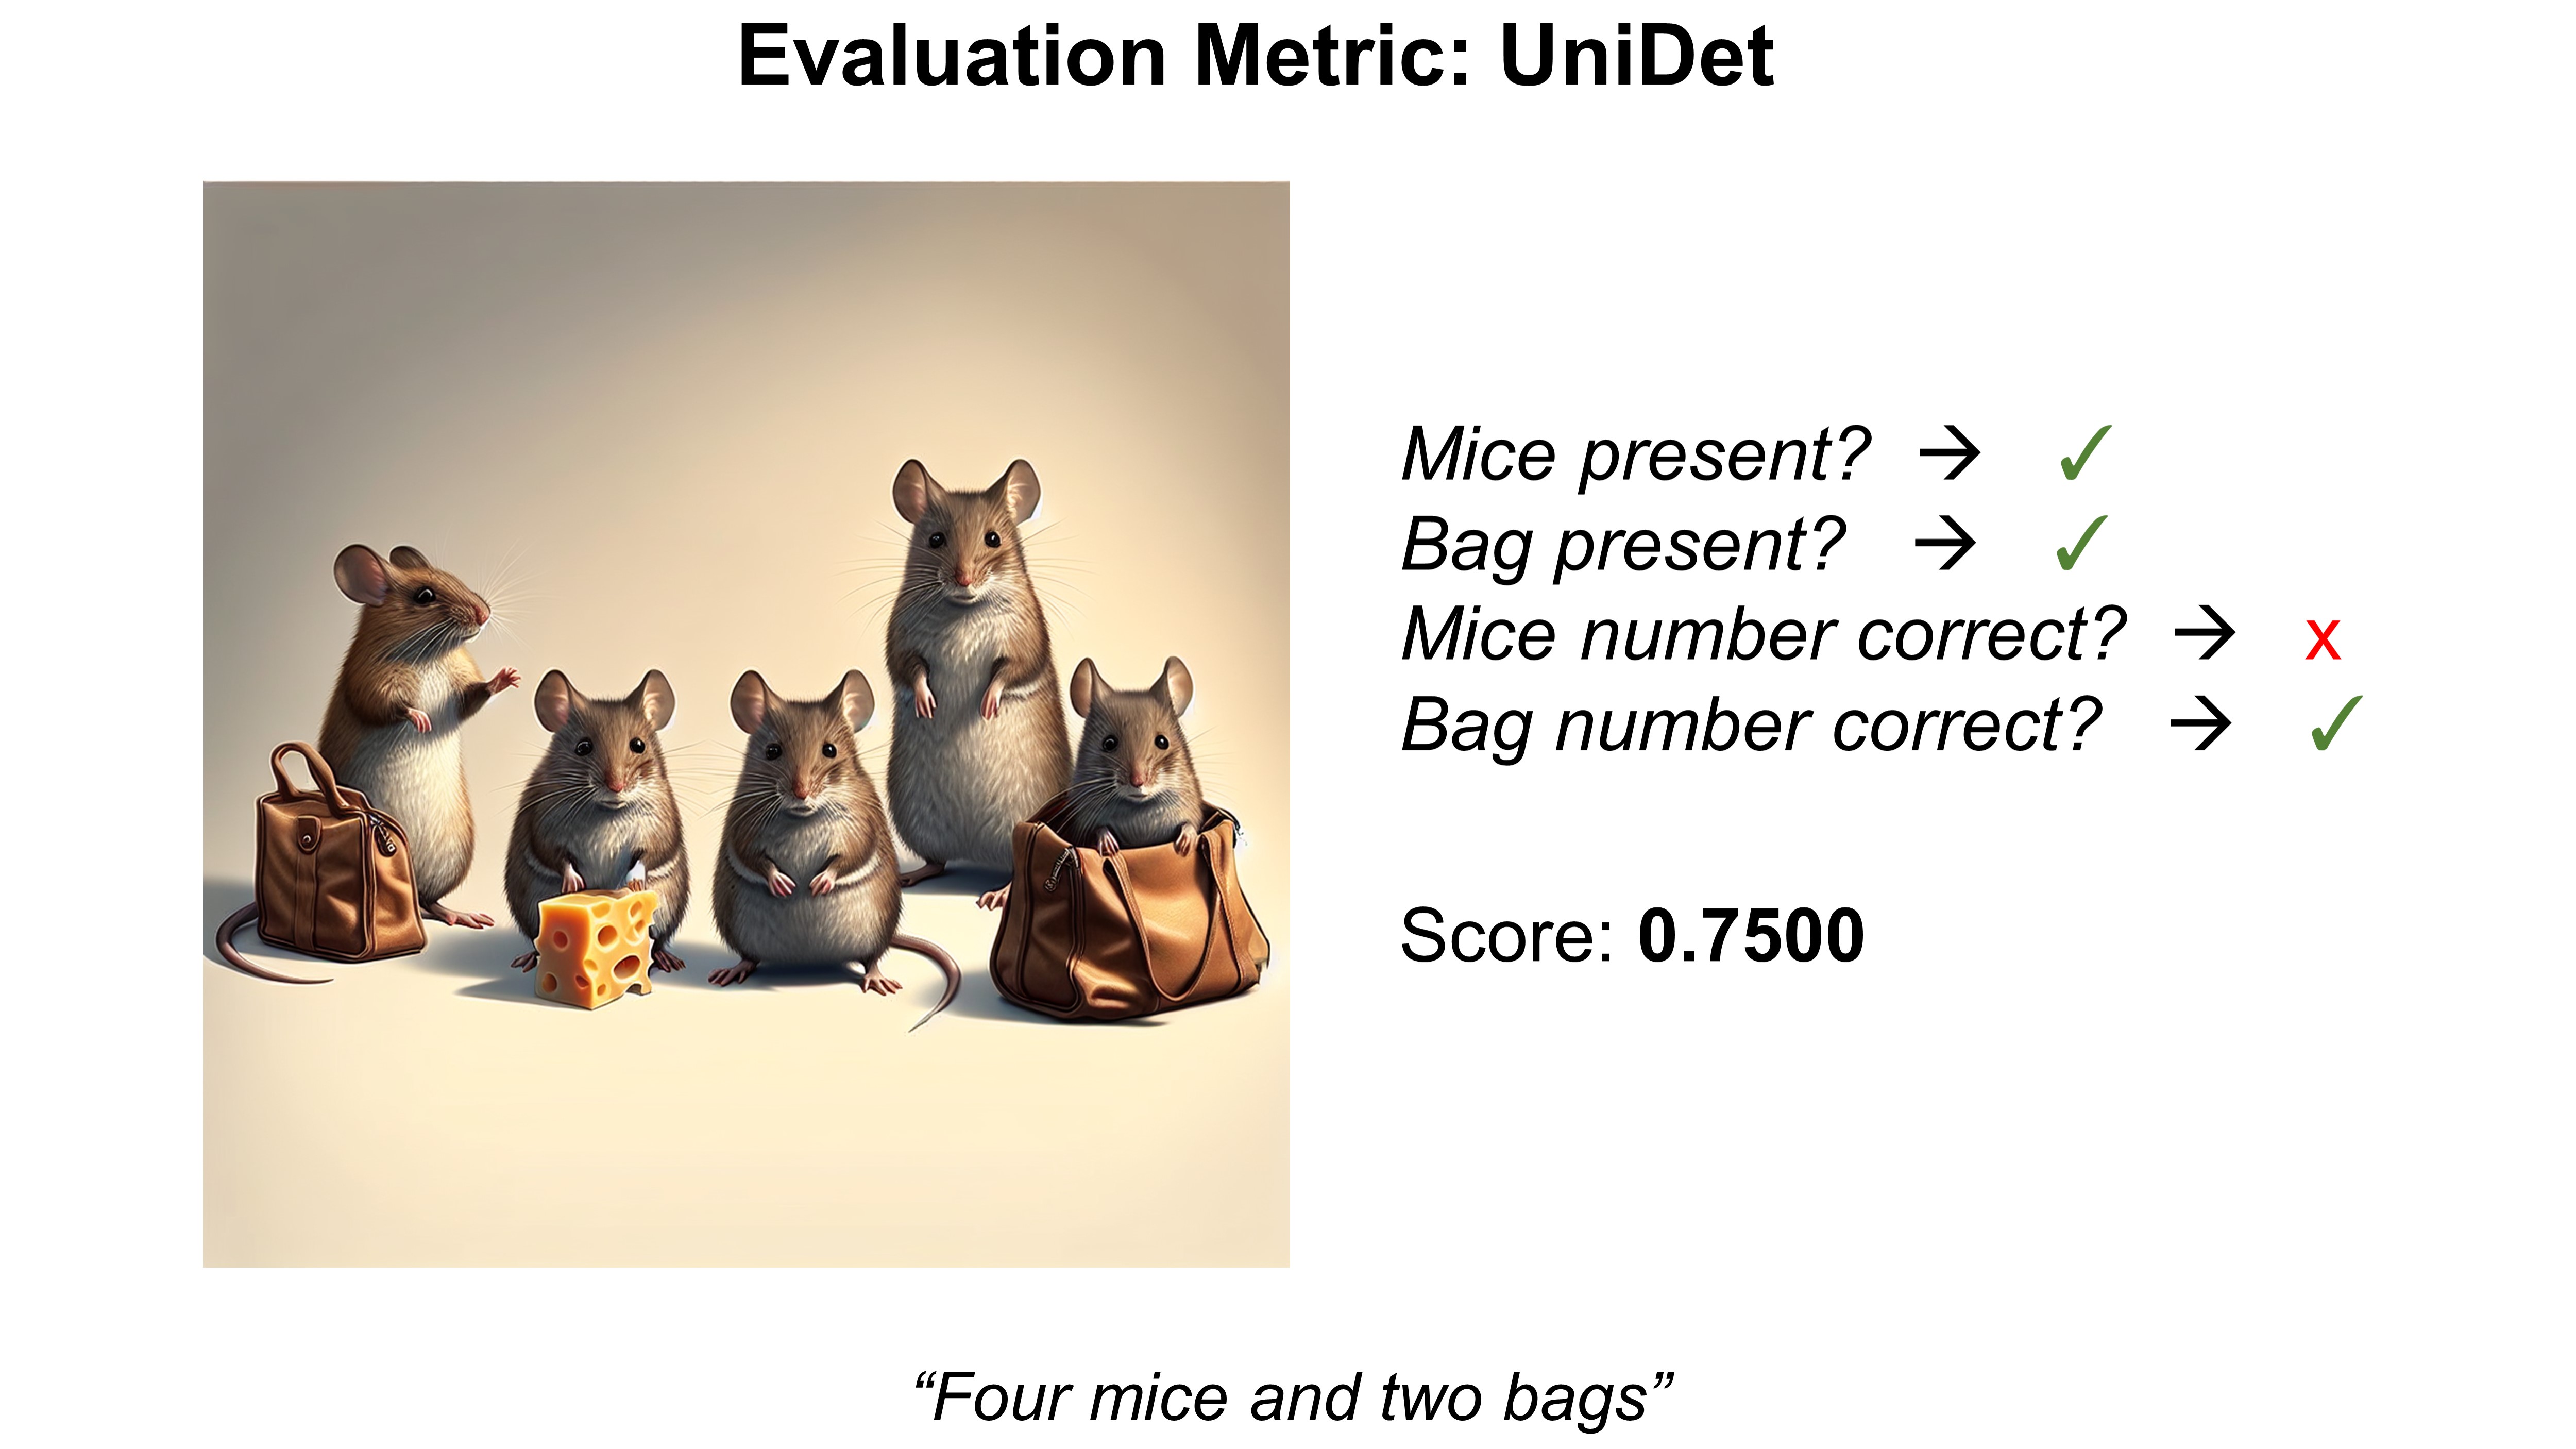 Evaluation Metric: UniDet
Mice present? → ✓
Bag present? → ✓
Mice number correct? → x
Bag number correct? → ✓
Score: 0.7500
“Four mice and two bags”